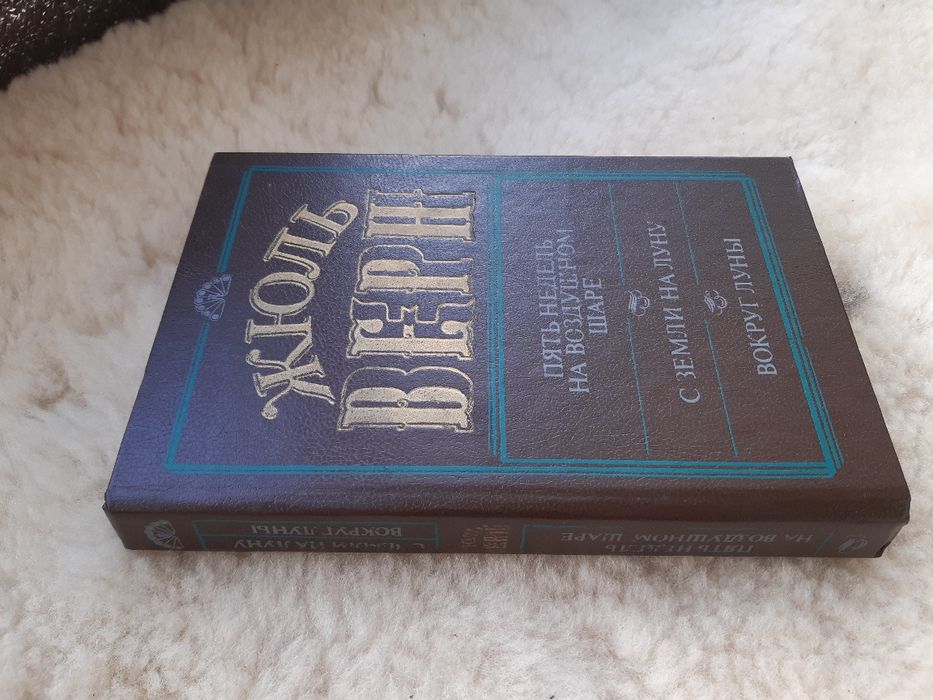 ЖЮЛЬ
ВЕРН
ПЯТЬ НЕДЕЛЬ
НА ВОЗДУШНОМ
ШАРЕ
С ЗЕМЛИ НА ЛУНУ
ВОКРУГ ЛУНЫ
ПЯТЬ НЕДЕЛЬ
НА ВОЗДУШНОМ ШАРЕ
ЖЮЛЬ
ВЕРН
С ЗЕМЛИ НА ЛУНУ
ВОКРУГ ЛУНЫ